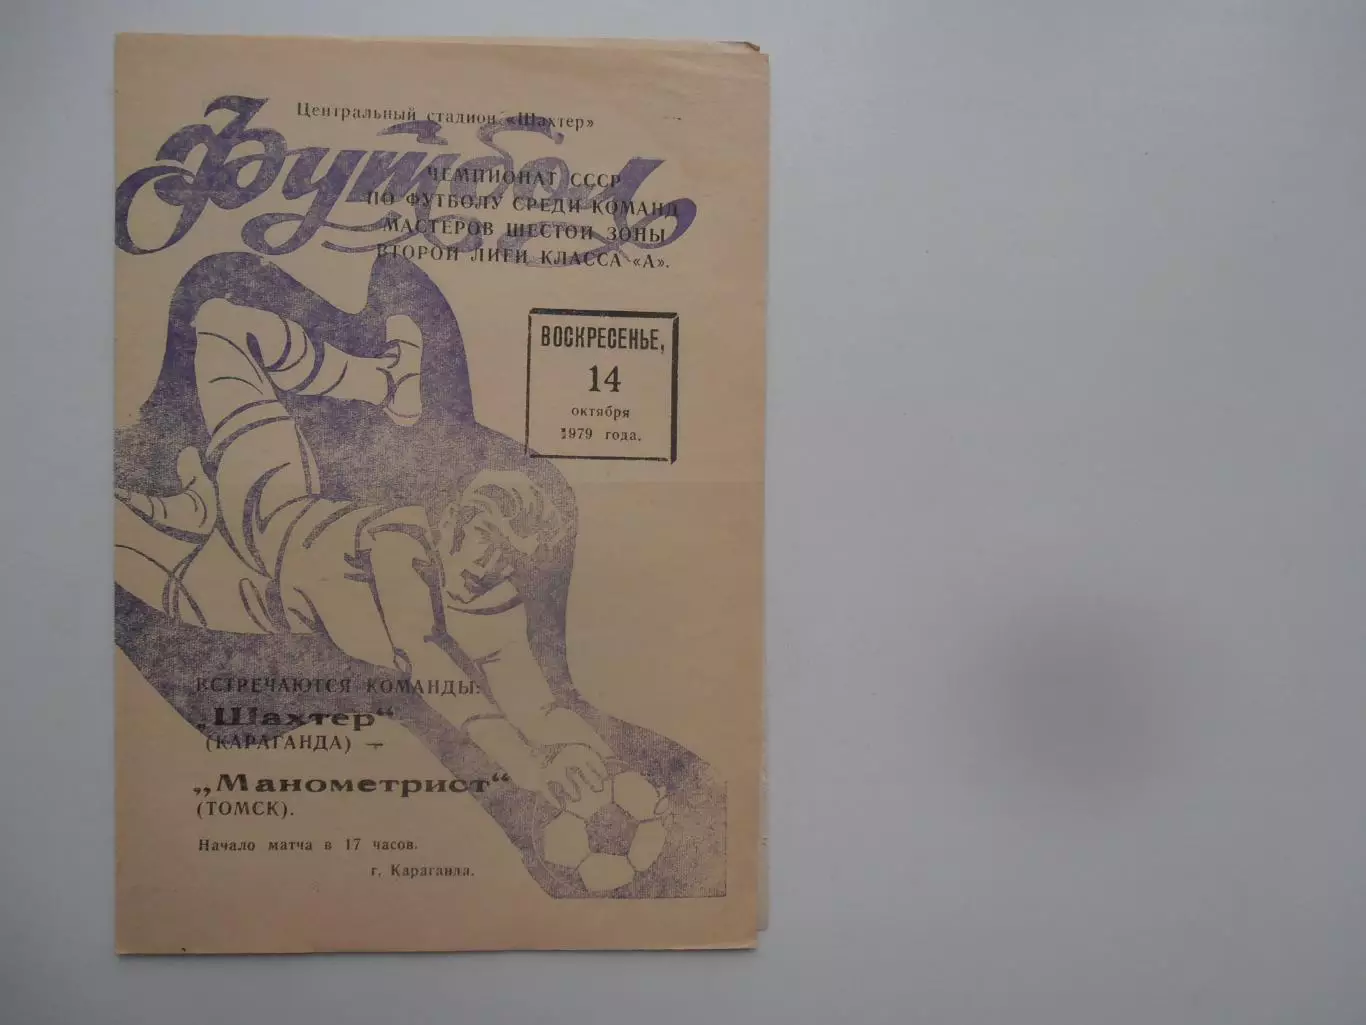 Центральный стадион «Шахтер»
Футбол
ЧЕМПИОНАТ СССР
ПО ФУТБОЛУ СРЕДИ КОМАНД
МАСТЕРОВ ШЕСТОЙ ЗОНЫ
ВТОРОЙ ЛИГИ КЛАССА «А».
ВОСКРЕСЕНЬЕ,
14
октября
1979 года.
ВСТРЕЧАЮТСЯ КОМАНДЫ:
„Шахтер“
(КАРАГАНДА) —
„Манометрист“
(ТОМСК).
Начало матча в 17 часов.
г. Караганда.